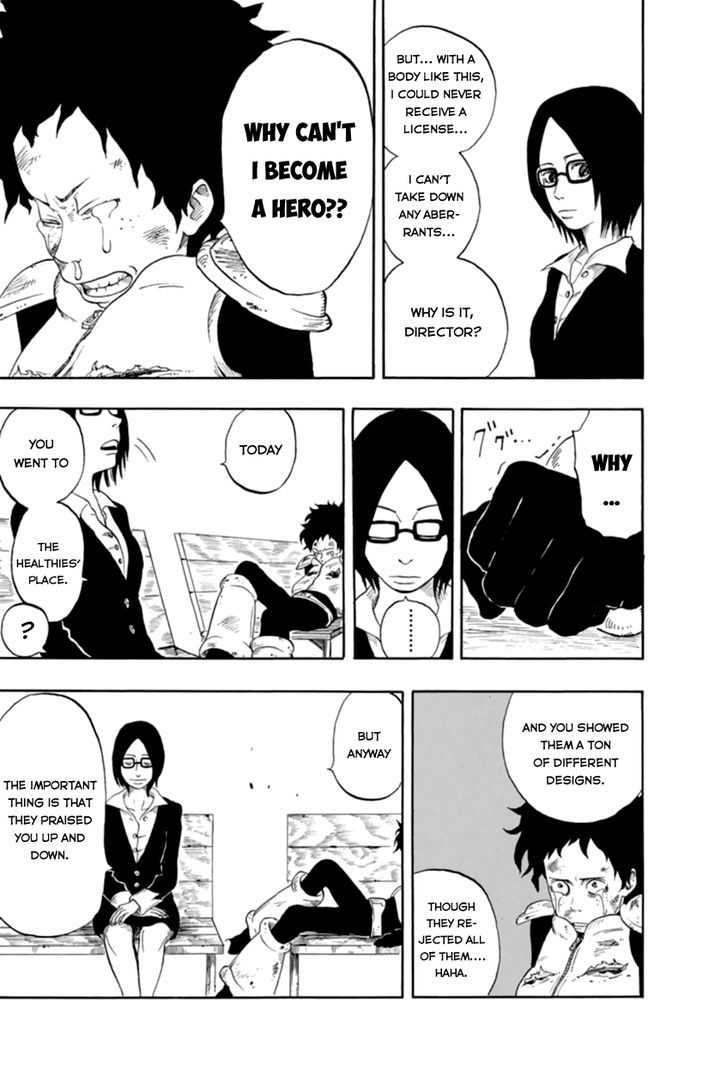 BUT... WITH A
BODY LIKE THIS,
I COULD NEVER
RECEIVE A
LICENSE...
I CAN'T
TAKE DOWN
ANY ABER-
RANTS...
WHY IS IT,
DIRECTOR?
WHY CAN'T
I BECOME
A HERO??
WHY
...
グググ...
........
TODAY
YOU
WENT TO
THE
HEALTHIES'
PLACE.
?
AND YOU SHOWED
THEM A TON
OF DIFFERENT
DESIGNS.
THOUGH
THEY RE-
JECTED ALL
OF THEM....
HAHA.
BUT
ANYWAY
THE IMPORTANT
THING IS THAT
THEY PRAISED
YOU UP AND
DOWN.